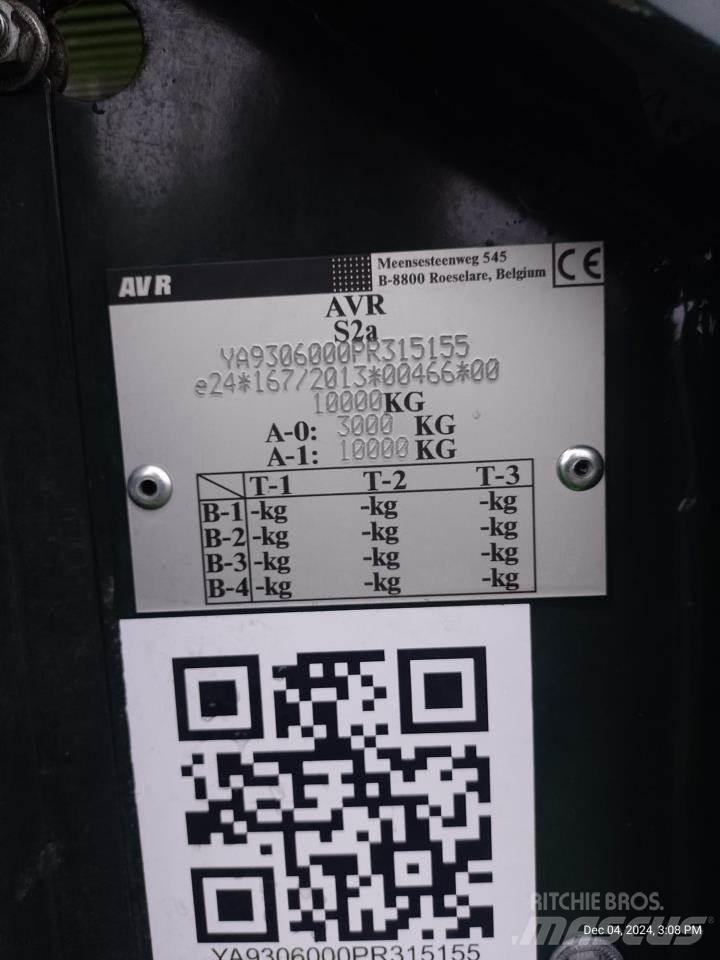 AVR
Meensesteenweg 545
B-8800 Roeselare, Belgium
CE
AVR
S2a
YA9306000PR315155
e24*167/2013*00466*00
10000KG
A-0: 3000 KG
A-1: 10000 KG
T-1 T-2 T-3
B-1 -kg -kg -kg
B-2 -kg -kg -kg
B-3 -kg -kg -kg
B-4 -kg -kg -kg
YA9306000PR315155
RITCHIE BROS.
MASCUS
Dec 04, 2024, 3:08 PM